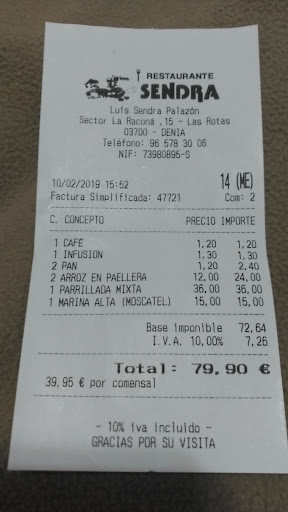 RESTAURANTE
SENDRA
Luis Sendra Palazón
Sector La Raconá ,15 - Las Rotas
03700 - DENIA
Teléfono: 96 578 30 06
NIF: 73980895-S
10/02/2019 15:52 14 (ME)
Factura Simplificada: 47721 Com: 2
C. CONCEPTO PRECIO IMPORTE
1 CAFE 1,20 1,20
1 INFUSION 1,30 1,30
2 PAN 1,20 2,40
2 ARROZ EN PAELLERA 12,00 24,00
1 PARRILLADA MIXTA 36,00 36,00
1 MARINA ALTA (MOSCATEL) 15,00 15,00
Base imponible 72,64
I.V.A. 10,00% 7,26
Total: 79,90 €
39,95 € por comensal
- 10% iva incluido -
GRACIAS POR SU VISITA